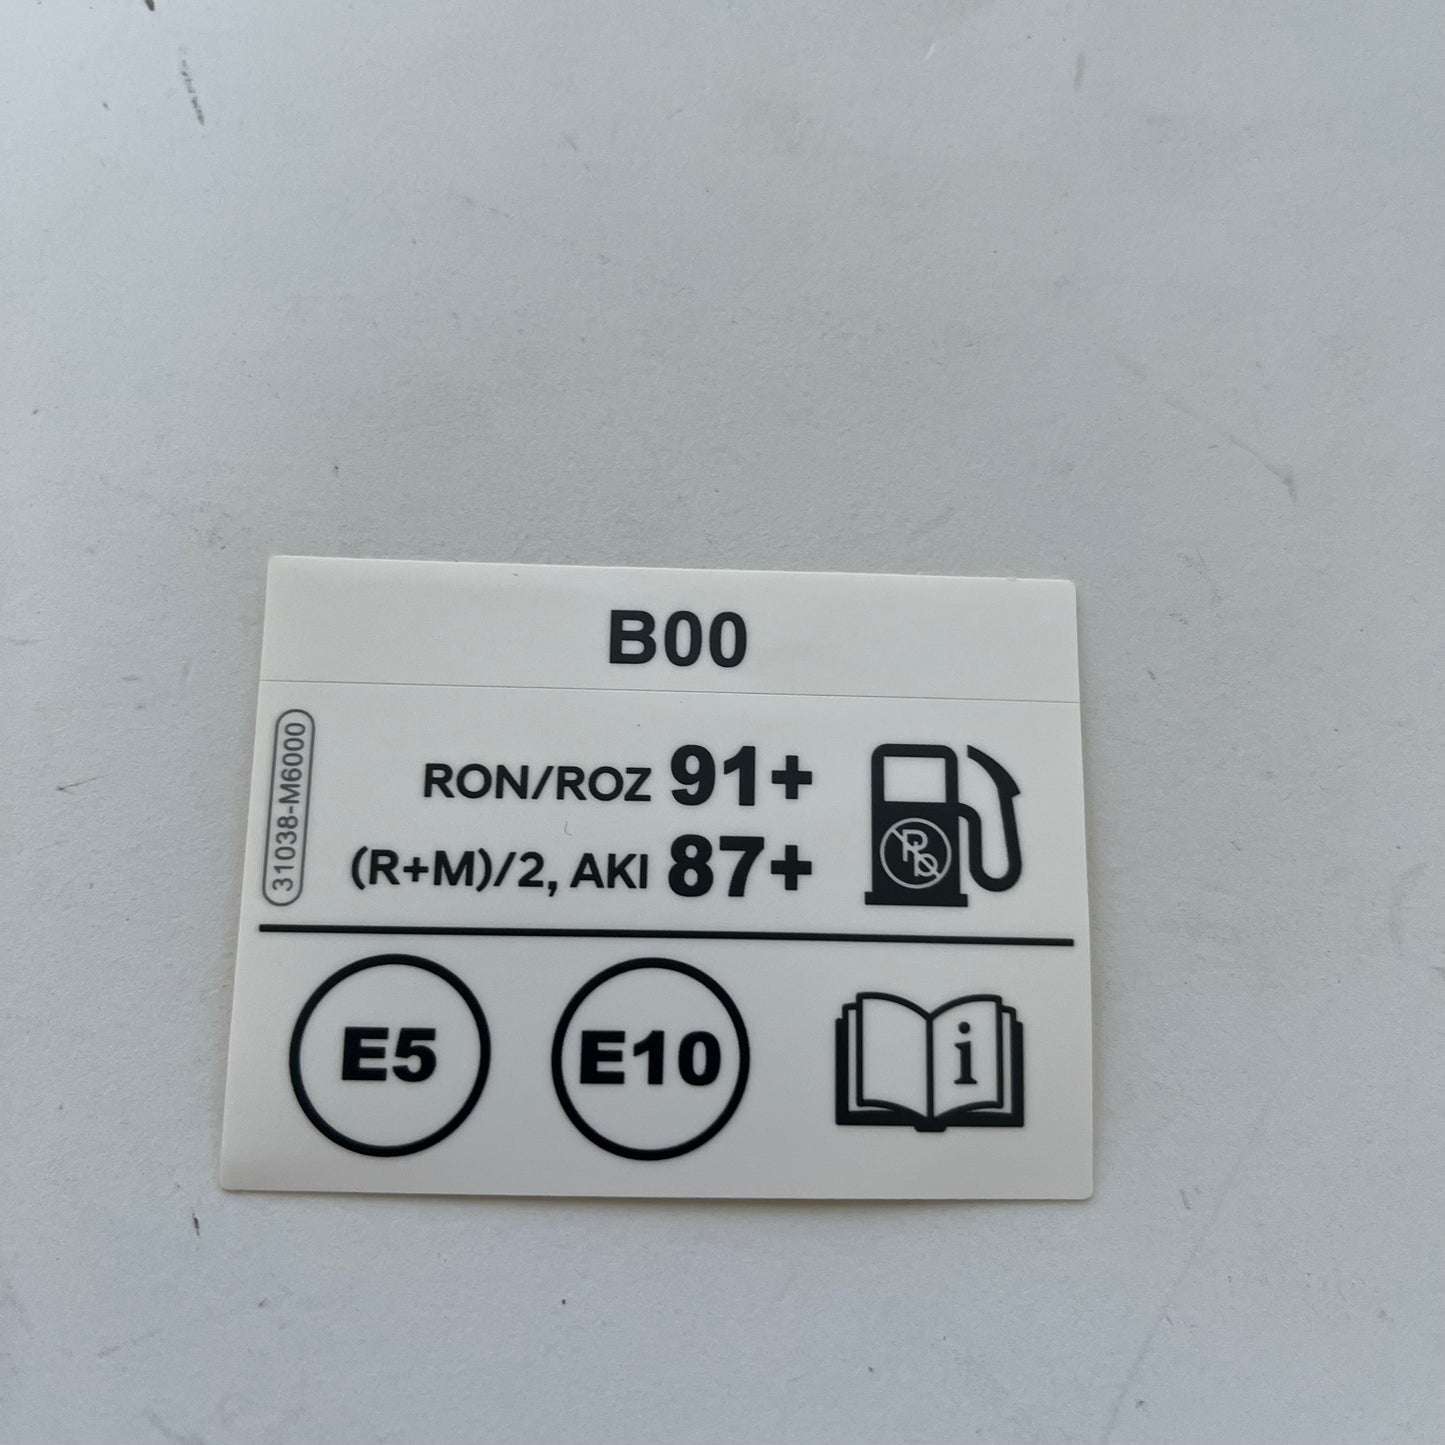 B00
31038-M6000
RON/ROZ 91+
(R+M)/2, AKI 87+
Pb
E5
E10
i